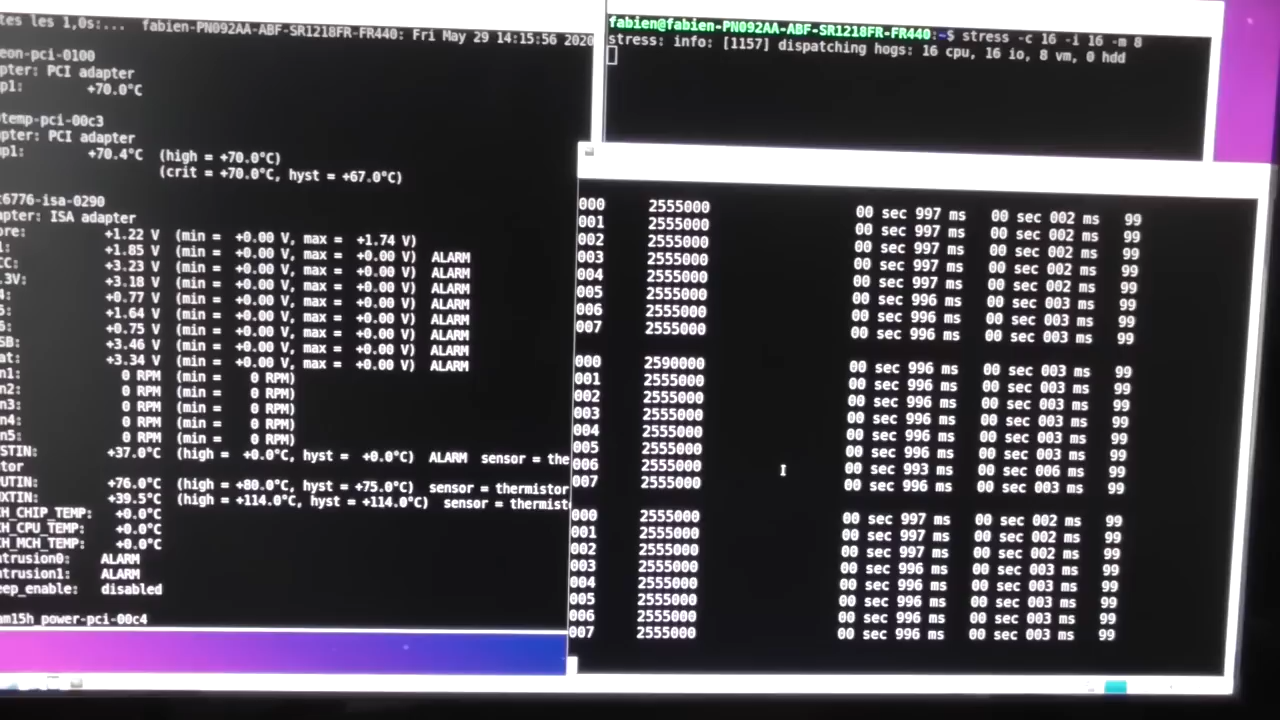 tes les 1,0s:... fabien-PN092AA-ABF-SR1218FR-FR440: Fri May 29 14:15:56 2020
eon-pci-0100
pter: PCI adapter
p1: +70.0°C
temp-pci-00c3
pter: PCI adapter
p1: +70.4°C (high = +70.0°C)
(crit = +70.0°C, hyst = +67.0°C)
t6776-isa-0290
apter: ISA adapter
ore: +1.22 V (min = +0.00 V, max = +1.74 V)
1: +1.85 V (min = +0.00 V, max = +0.00 V) ALARM
CC: +3.23 V (min = +0.00 V, max = +0.00 V) ALARM
.3V: +3.18 V (min = +0.00 V, max = +0.00 V) ALARM
4: +0.77 V (min = +0.00 V, max = +0.00 V) ALARM
5: +1.64 V (min = +0.00 V, max = +0.00 V) ALARM
6: +0.75 V (min = +0.00 V, max = +0.00 V) ALARM
SB: +3.46 V (min = +0.00 V, max = +0.00 V) ALARM
at: +3.34 V (min = +0.00 V, max = +0.00 V) ALARM
n1: 0 RPM (min = 0 RPM)
n2: 0 RPM (min = 0 RPM)
n3: 0 RPM (min = 0 RPM)
n4: 0 RPM (min = 0 RPM)
n5: 0 RPM (min = 0 RPM)
STIN: +37.0°C (high = +0.0°C, hyst = +0.0°C) ALARM sensor = the
tor
UTIN: +76.0°C (high = +80.0°C, hyst = +75.0°C) sensor = thermistor
XTIN: +39.5°C (high = +114.0°C, hyst = +114.0°C) sensor = thermist
H_CHIP_TEMP: +0.0°C
H_CPU_TEMP: +0.0°C
H_MCH_TEMP: +0.0°C
trusion0: ALARM
trusion1: ALARM
ep_enable: disabled
am15h_power-pci-00c4
fabien@fabien-PN092AA-ABF-SR1218FR-FR440:~$ stress -c 16 -i 16 -m 8
stress: info: [1157] dispatching hogs: 16 cpu, 16 io, 8 vm, 0 hdd
000 2555000 00 sec 997 ms 00 sec 002 ms 99
001 2555000 00 sec 997 ms 00 sec 002 ms 99
002 2555000 00 sec 997 ms 00 sec 002 ms 99
003 2555000 00 sec 997 ms 00 sec 002 ms 99
004 2555000 00 sec 997 ms 00 sec 002 ms 99
005 2555000 00 sec 996 ms 00 sec 003 ms 99
006 2555000 00 sec 996 ms 00 sec 003 ms 99
007 2555000 00 sec 996 ms 00 sec 003 ms 99
000 2590000 00 sec 996 ms 00 sec 003 ms 99
001 2555000 00 sec 996 ms 00 sec 003 ms 99
002 2555000 00 sec 996 ms 00 sec 003 ms 99
003 2555000 00 sec 996 ms 00 sec 003 ms 99
004 2555000 00 sec 996 ms 00 sec 003 ms 99
005 2555000 00 sec 996 ms 00 sec 003 ms 99
006 2555000 00 sec 993 ms 00 sec 006 ms 99
007 2555000 00 sec 996 ms 00 sec 003 ms 99
000 2555000 00 sec 997 ms 00 sec 002 ms 99
001 2555000 00 sec 997 ms 00 sec 002 ms 99
002 2555000 00 sec 997 ms 00 sec 002 ms 99
003 2555000 00 sec 996 ms 00 sec 003 ms 99
004 2555000 00 sec 996 ms 00 sec 003 ms 99
005 2555000 00 sec 996 ms 00 sec 003 ms 99
006 2555000 00 sec 996 ms 00 sec 003 ms 99
007 2555000 00 sec 996 ms 00 sec 003 ms 99